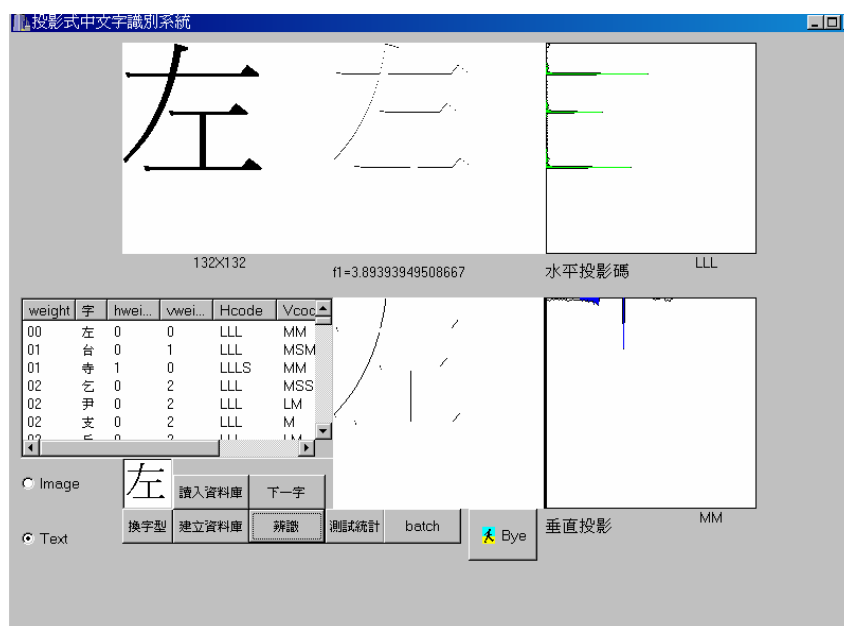 投影式中文字識別系統
左
132X132
f1=3.89393949508667
水平投影碼
LLL
weight 字 hwei... vwei... Hcode Vcoc
00 左 0 0 LLL MM
01 台 0 1 LLL MSM
01 寺 1 0 LLLS MM
02 乞 0 2 LLL MSS
02 尹 0 2 LLL LM
02 支 0 2 LLL M
Image
左
讀入資料庫
下一字
Text
換字型
建立資料庫
辨識
測試統計
batch
Bye
垂直投影
MM